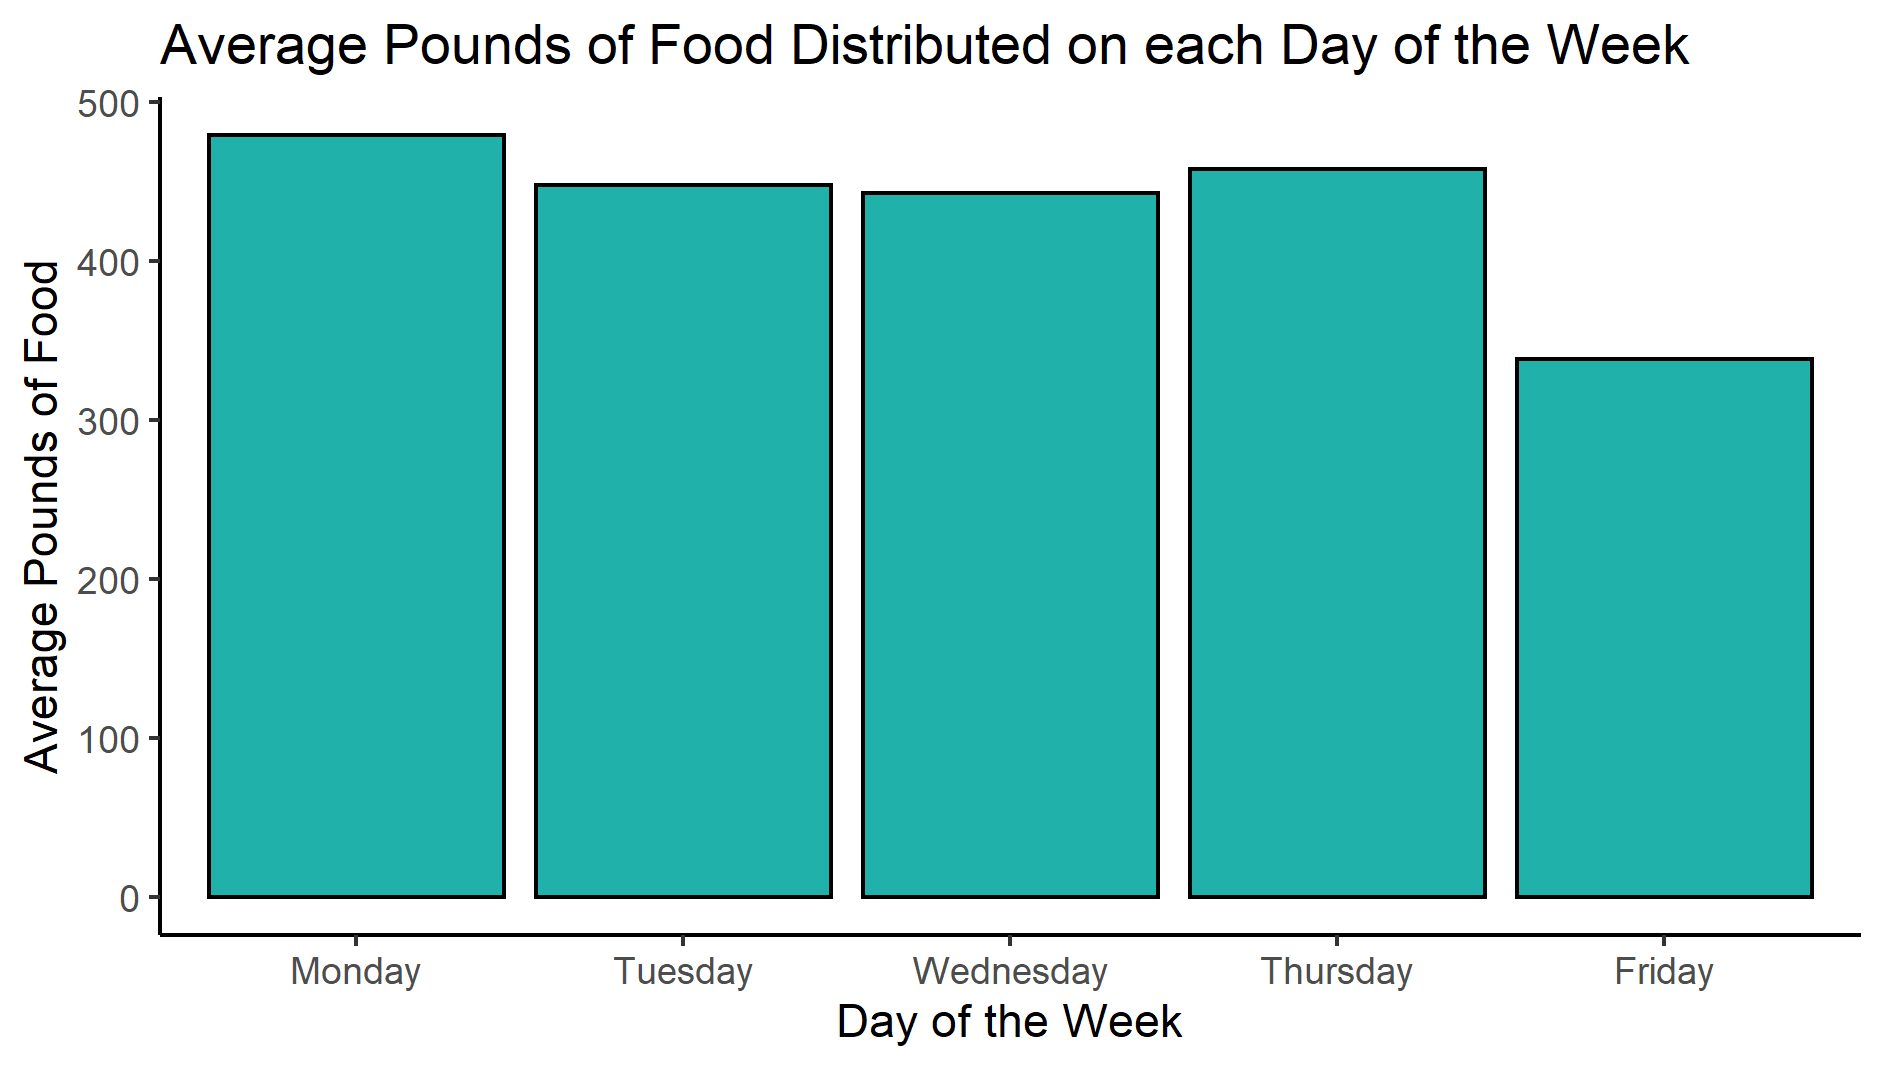 Average Pounds of Food Distributed on each Day of the Week
500
400
300
200
100
0
Average Pounds of Food
Monday Tuesday Wednesday Thursday Friday
Day of the Week